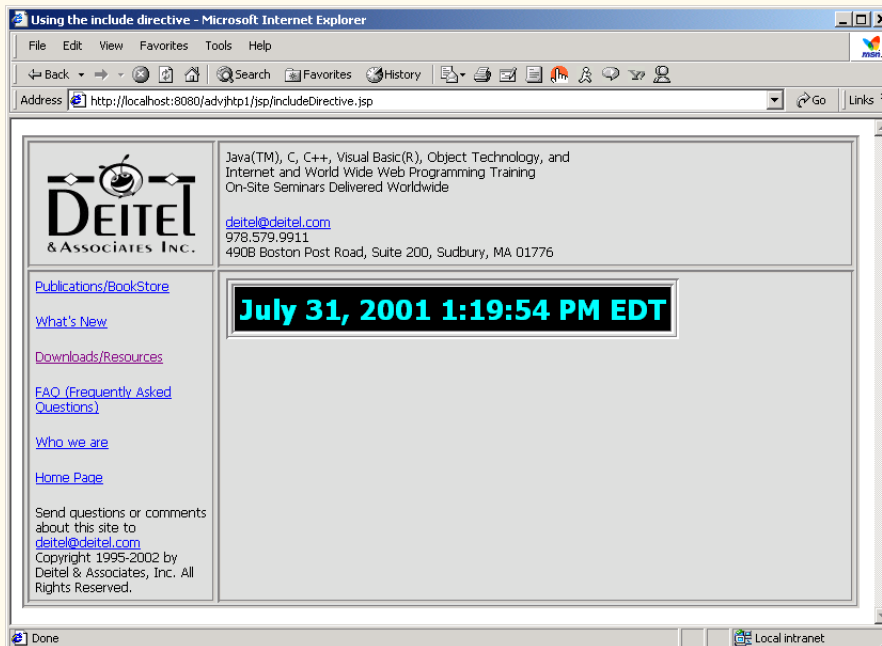 Using the include directive - Microsoft Internet Explorer
File Edit View Favorites Tools Help
msn
Back Search Favorites History
Address http://localhost:8080/advjhtp1/jsp/includeDirective.jsp Go Links
DEITEL
& ASSOCIATES INC.
Java(TM), C, C++, Visual Basic(R), Object Technology, and
Internet and World Wide Web Programming Training
On-Site Seminars Delivered Worldwide
deitel@deitel.com
978.579.9911
490B Boston Post Road, Suite 200, Sudbury, MA 01776
Publications/BookStore
What's New
Downloads/Resources
FAQ (Frequently Asked
Questions)
Who we are
Home Page
Send questions or comments
about this site to
deitel@deitel.com
Copyright 1995-2002 by
Deitel & Associates, Inc. All
Rights Reserved.
July 31, 2001 1:19:54 PM EDT
Done Local intranet